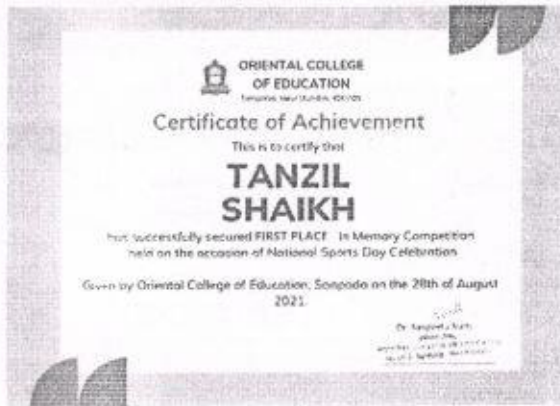 ORIENTAL COLLEGE
OF EDUCATION
Certificate of Achievement
This is to certify that
TANZIL
SHAIKH
has successfully secured FIRST PLACE in Memory Competition
held on the occasion of National Sports Day Celebration
Given by Oriental College of Education, Sanpada on the 28th of August
2021
Dr.